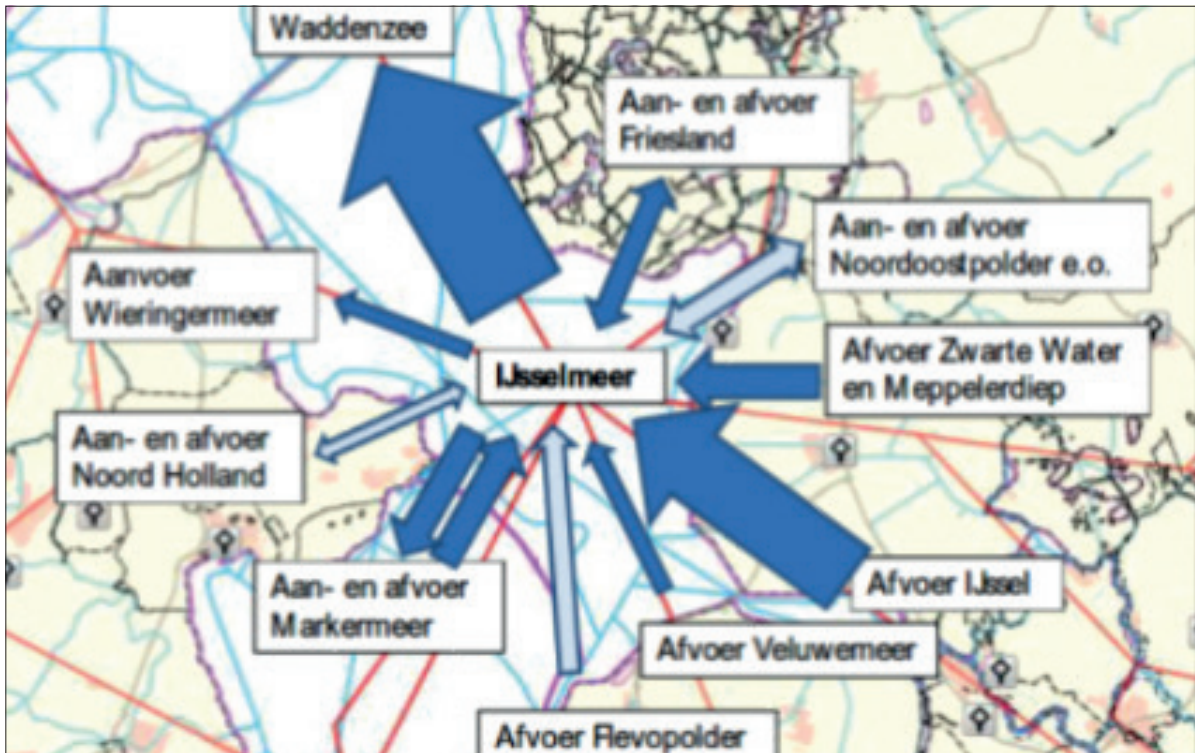 Waddenzee
Aan- en afvoer
Friesland
Aan- en afvoer
Noordoostpolder e.o.
Aanvoer
Wieringermeer
IJsselmeer
Afvoer Zwarte Water
en Meppelerdiep
Aan- en afvoer
Noord Holland
Aan- en afvoer
Markermeer
Afvoer IJssel
Afvoer Veluwemeer
Afvoer Flevopolder